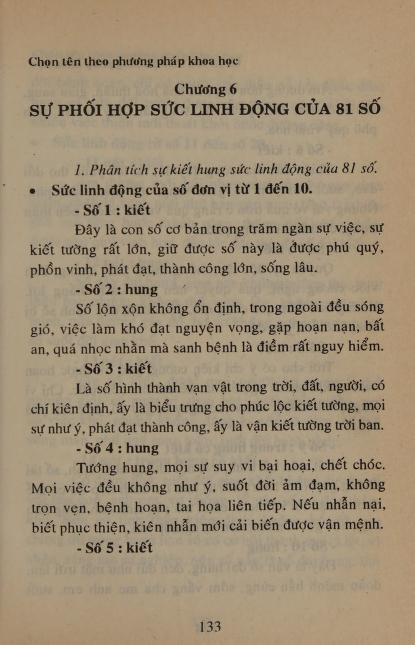 Chọn tên theo phương pháp khoa học
Chương 6
SỰ PHỐI HỢP SỨC LINH ĐỘNG CỦA 81 SỐ
1. Phân tích sự kiết hung sức linh động của 81 số.
• Sức linh động của số đơn vị từ 1 đến 10.
- Số 1 : kiết
Đây là con số cơ bản trong trăm ngàn sự việc, sự
kiết tường rất lớn, giữ được số này là được phú quý,
phồn vinh, phát đạt, thành công lớn, sống lâu.
- Số 2 : hung
Số lộn xộn không ổn định, trong ngoài đều sóng
gió, việc làm khó đạt nguyện vọng, gặp hoạn nạn, bất
an, quá nhọc nhằn mà sanh bệnh là điềm rất nguy hiểm.
- Số 3 : kiết
Là số hình thành vạn vật trong trời, đất, người, có
chí kiên định, ấy là biểu trưng cho phúc lộc kiết tường, mọi
sự như ý, phát đạt thành công, ấy là vận kiết tường trời ban.
- Số 4 : hung
Tướng hung, mọi sự suy vi bại hoại, chết chóc.
Mọi việc đều không như ý, suốt đời ảm đạm, không
trọn vẹn, bệnh hoạn, tai họa liên tiếp. Nếu nhẫn nại,
biết phục thiện, kiên nhẫn mới cải biến được vận mệnh.
- Số 5 : kiết
133